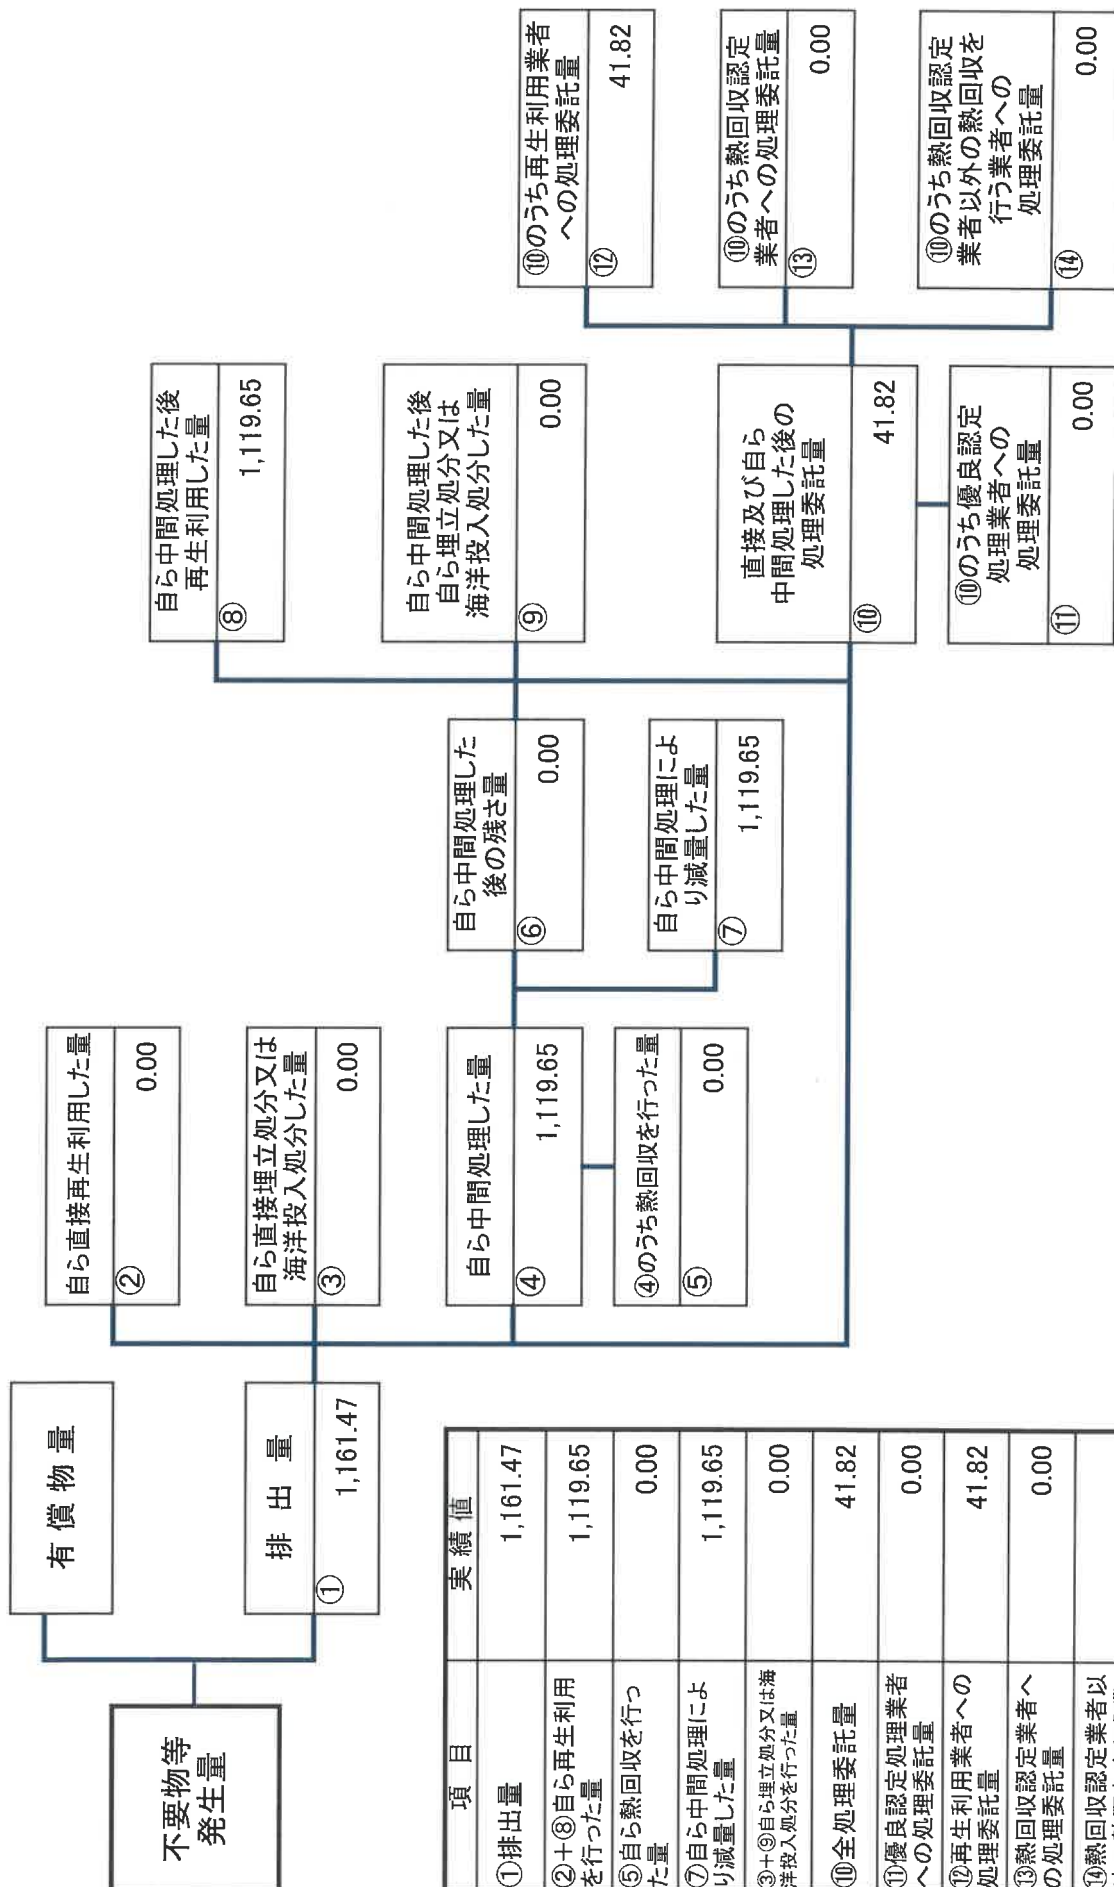 不要物等
発生量
有償物量
排出量
①
1,161.47
自ら直接再生利用した量
②
0.00
自ら直接埋立処分又は
海洋投入処分した量
③
0.00
自ら中間処理した量
④
1,119.65
④のうち熱回収を行った量
⑤
0.00
自ら中間処理した
後の残さ量
⑥
0.00
自ら中間処理によ
り減量した量
⑦
1,119.65
自ら中間処理した後
再生利用した量
⑧
1,119.65
自ら中間処理した後
自ら埋立処分又は
海洋投入処分した量
⑨
0.00
直接及び自ら
中間処理した後の
処理委託量
⑩
41.82
⑩のうち優良認定
処理業者への
処理委託量
⑪
0.00
⑩のうち再生利用業者
への処理委託量
⑫
41.82
⑩のうち熱回収認定
業者への処理委託量
⑬
0.00
⑩のうち熱回収認定
業者以外の熱回収を
行う業者への
処理委託量
⑭
0.00
項目
実績値
①排出量
1,161.47
②+⑧自ら再生利用
を行った量
1,119.65
⑤自ら熱回収を行っ
た量
0.00
⑦自ら中間処理によ
り減量した量
1,119.65
③+⑨自ら埋立処分又は海
洋投入処分を行った量
0.00
⑩全処理委託量
41.82
⑪優良認定処理業者
への処理委託量
0.00
⑫再生利用業者への
処理委託量
41.82
⑬熱回収認定業者へ
の処理委託量
0.00
⑭熱回収認定業者以